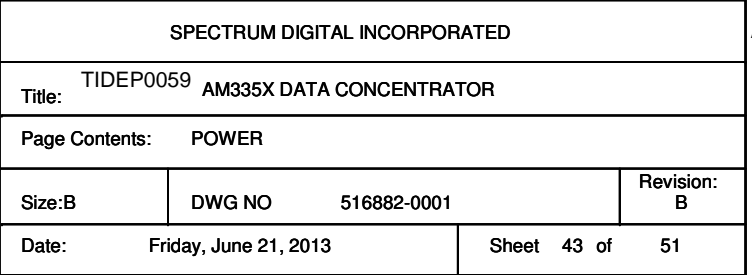 SPECTRUM DIGITAL INCORPORATED
Title: TIDEP0059 AM335X DATA CONCENTRATOR
Page Contents: POWER
Revision:
Size:B DWG NO 516882-0001 B
Date: Friday, June 21, 2013 Sheet 43 of 51